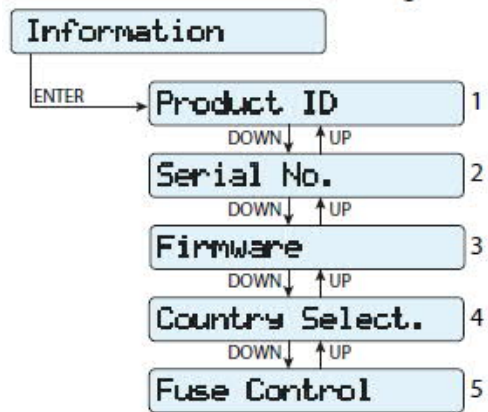 Information
ENTER
Product ID 1
DOWN UP
Serial No. 2
DOWN UP
Firmware 3
DOWN UP
Country Select. 4
DOWN UP
Fuse Control 5